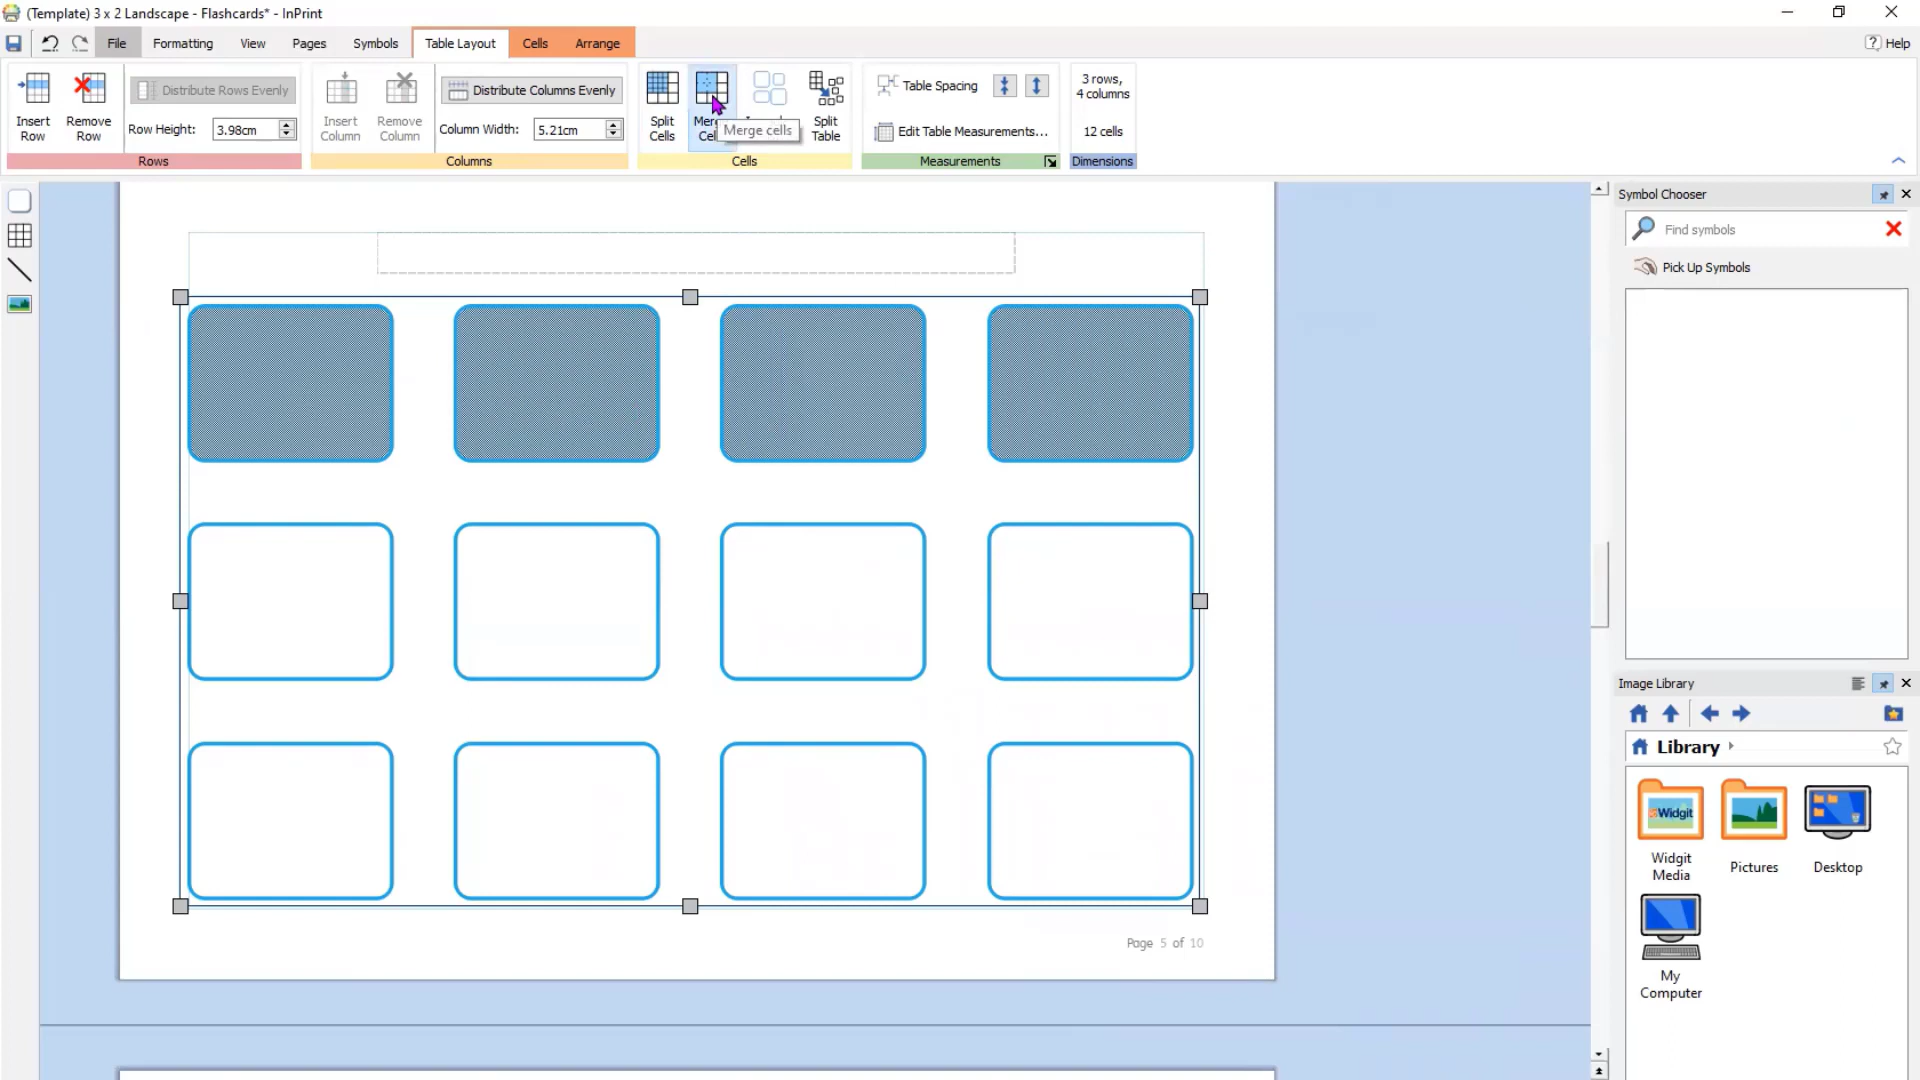 (Template) 3 x 2 Landscape - Flashcards* - InPrint
File
Formatting
View
Pages
Symbols
Table Layout
Cells
Arrange
? Help
Insert
Row
Remove
Row
Distribute Rows Evenly
Row Height:
3.98cm
Rows
Insert
Column
Remove
Column
Distribute Columns Evenly
Column Width:
5.21cm
Columns
Split
Cells
Merge cells
Split
Table
Cells
Table Spacing
Edit Table Measurements...
Measurements
3 rows,
4 columns
12 cells
Dimensions
Page 5 of 10
Symbol Chooser
Find symbols
Pick Up Symbols
Image Library
Library
Widgit
Widgit
Media
Pictures
Desktop
My
Computer